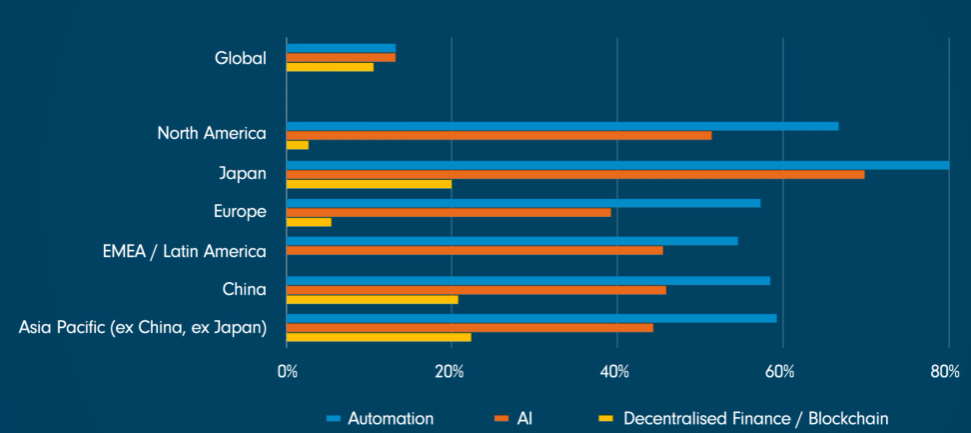 Global
North America
Japan
Europe
EMEA / Latin America
China
Asia Pacific (ex China, ex Japan)
0% 20% 40% 60% 80%
Automation AI Decentralised Finance / Blockchain